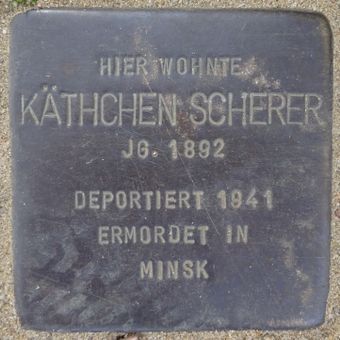 HIER WOHNTE
KÄTHCHEN SCHERER
JG. 1892
DEPORTIERT 1941
ERMORDET IN
MINSK